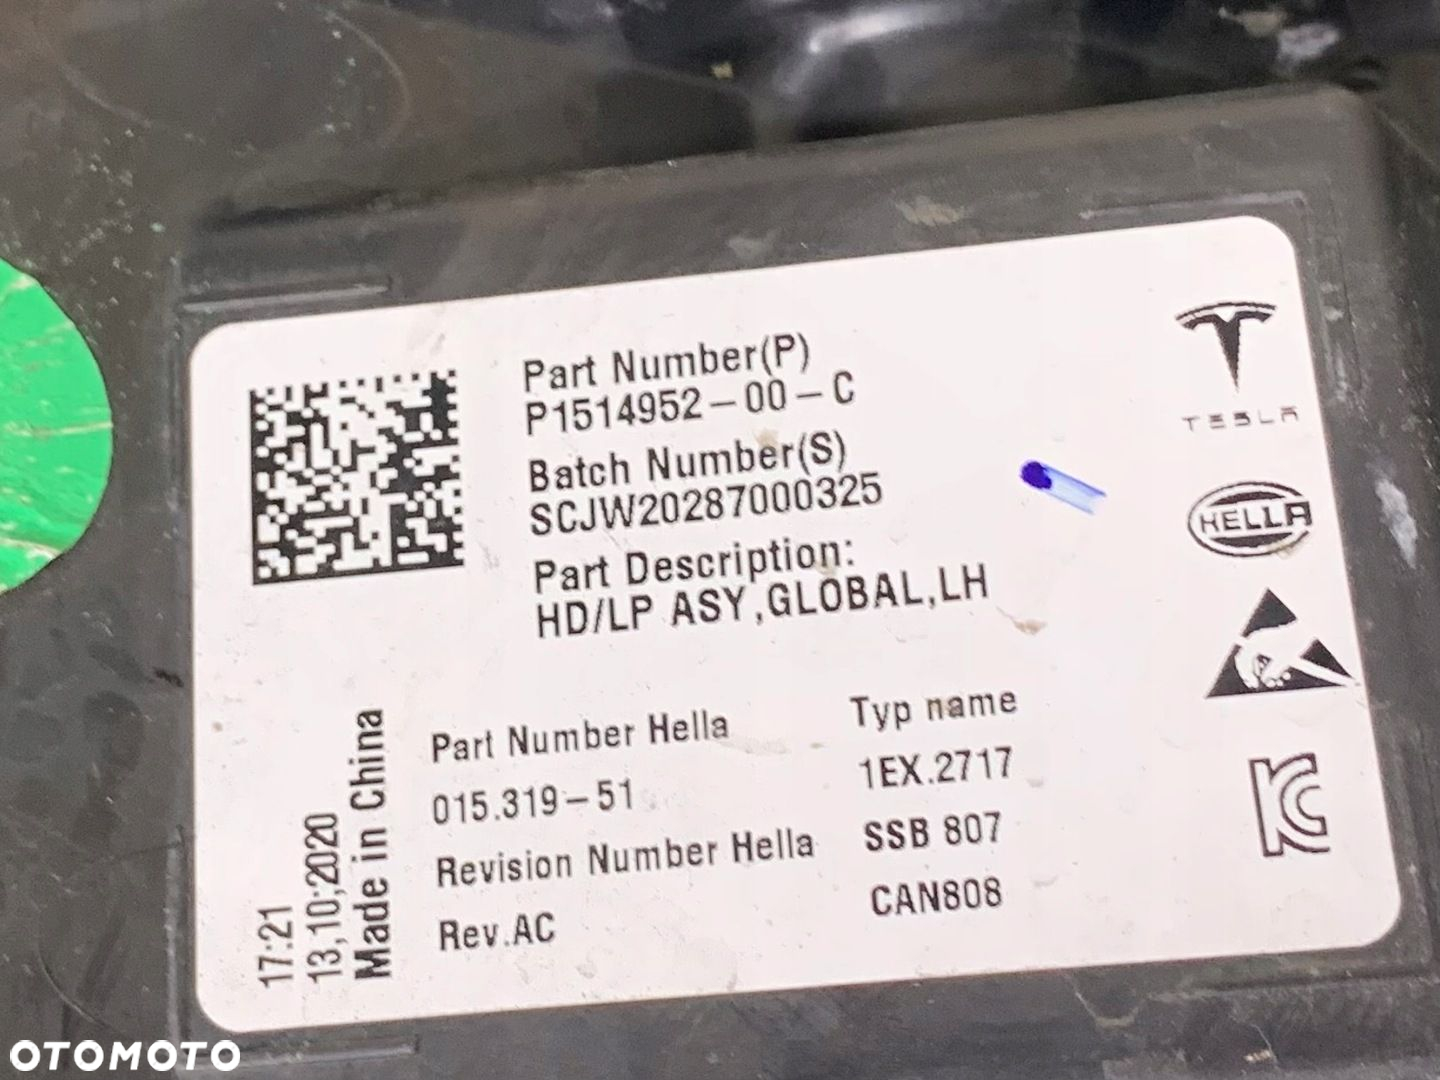 Part Number(P)
P1514952-00-C
Batch Number(S)
SCJW20287000325
Part Description:
HD/LP ASY,GLOBAL,LH
TESLA
HELLA
Part Number Hella
015.319-51
Revision Number Hella
Rev.AC
Typ name
1EX.2717
SSB 807
CAN808
17:21
13,10;2020
Made in China
OTOMOTO